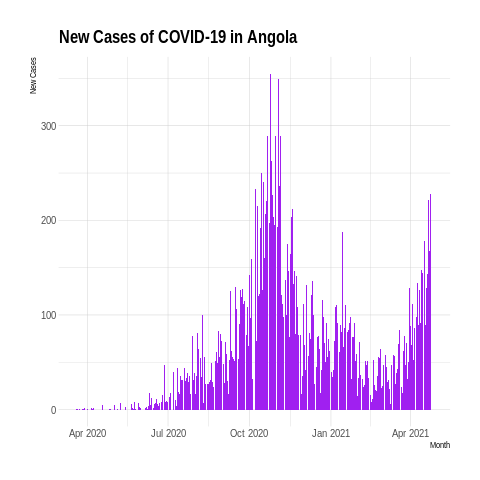 New Cases of COVID-19 in Angola
New Cases
300
200
100
0
Apr 2020 Jul 2020 Oct 2020 Jan 2021 Apr 2021
Month